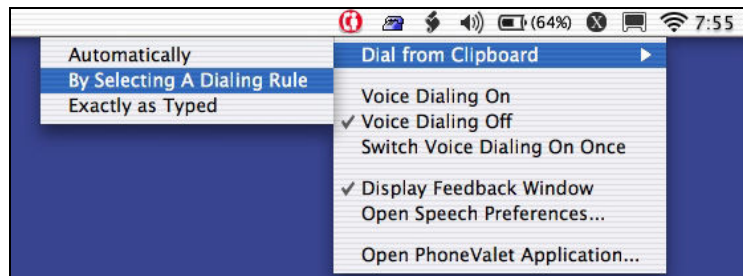 (64%) 7:55
Automatically
By Selecting A Dialing Rule
Exactly as Typed
Dial from Clipboard
Voice Dialing On
Voice Dialing Off
Switch Voice Dialing On Once
Display Feedback Window
Open Speech Preferences...
Open PhoneValet Application...